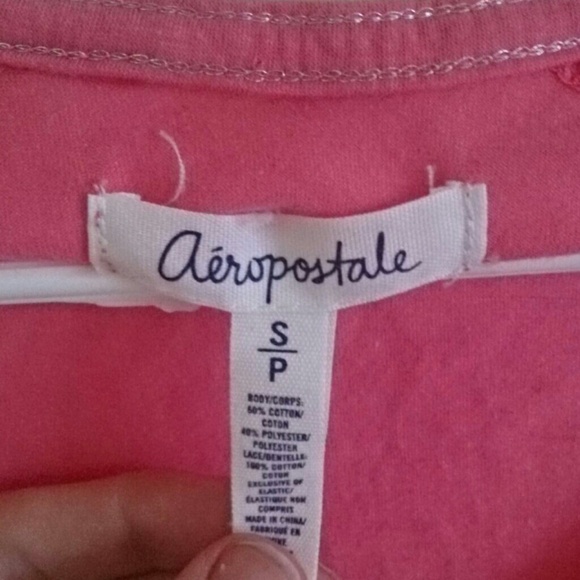 aéropostale
S
P
BODY/CORPS:
60% COTTON/
COTON
40% POLYESTER/
POLYESTER
LACE/DENTELLE:
100% COTTON/
COTON
EXCLUSIVE OF
ELASTIC/
ÉLASTIQUE NON
COMPRIS
MADE IN CHINA/
FABRIQUÉ EN